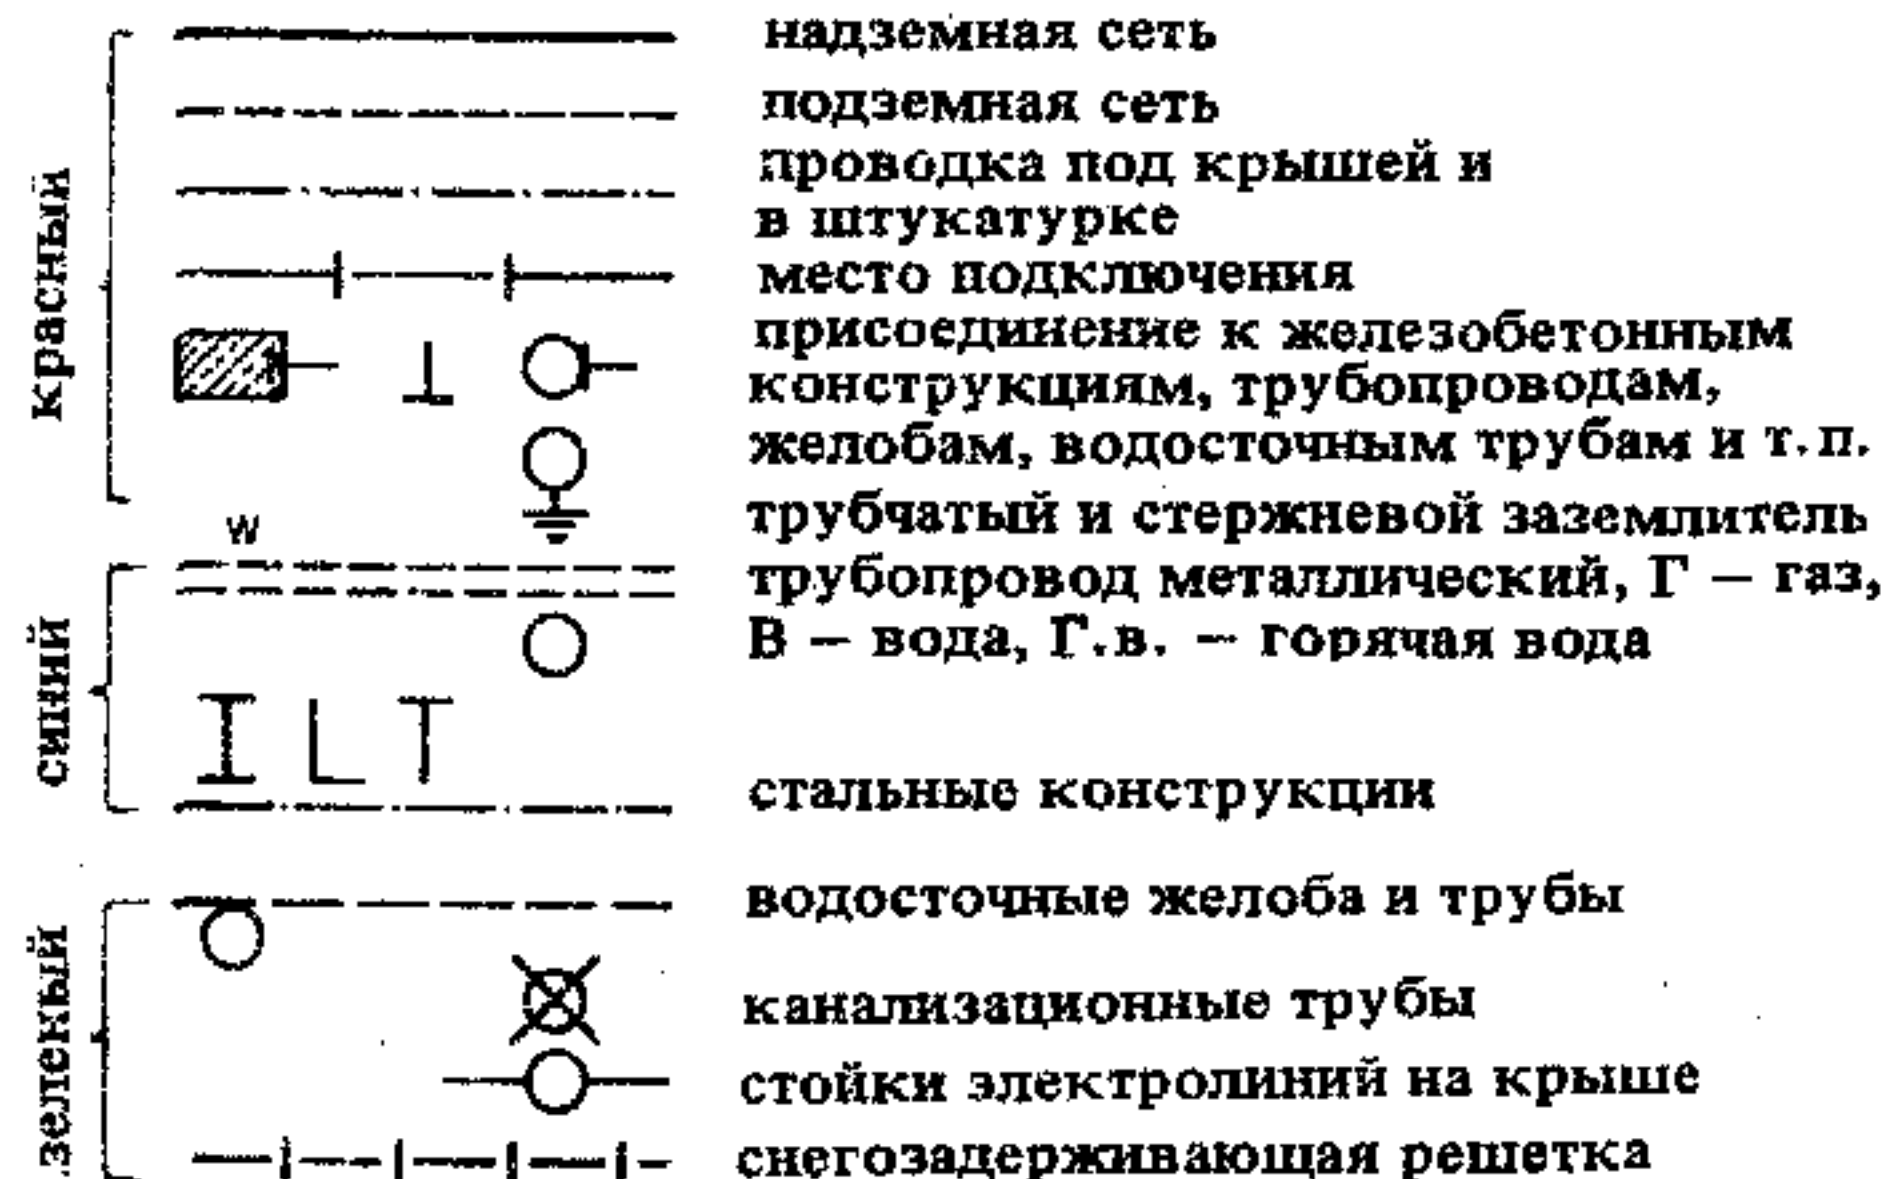 надземная сеть
подземная сеть
проводка под крышей и
в штукатурке
место подключения
присоединение к железобетонным
конструкциям, трубопроводам,
желобам, водосточным трубам и т.п.
трубчатый и стержневой заземлитель
трубопровод металлический, Г — газ,
В — вода, Г.в. — горячая вода
стальные конструкции
водосточные желоба и трубы
канализационные трубы
стойки электролиний на крыше
снегозадерживающая решетка
красный
W
синий
зеленый